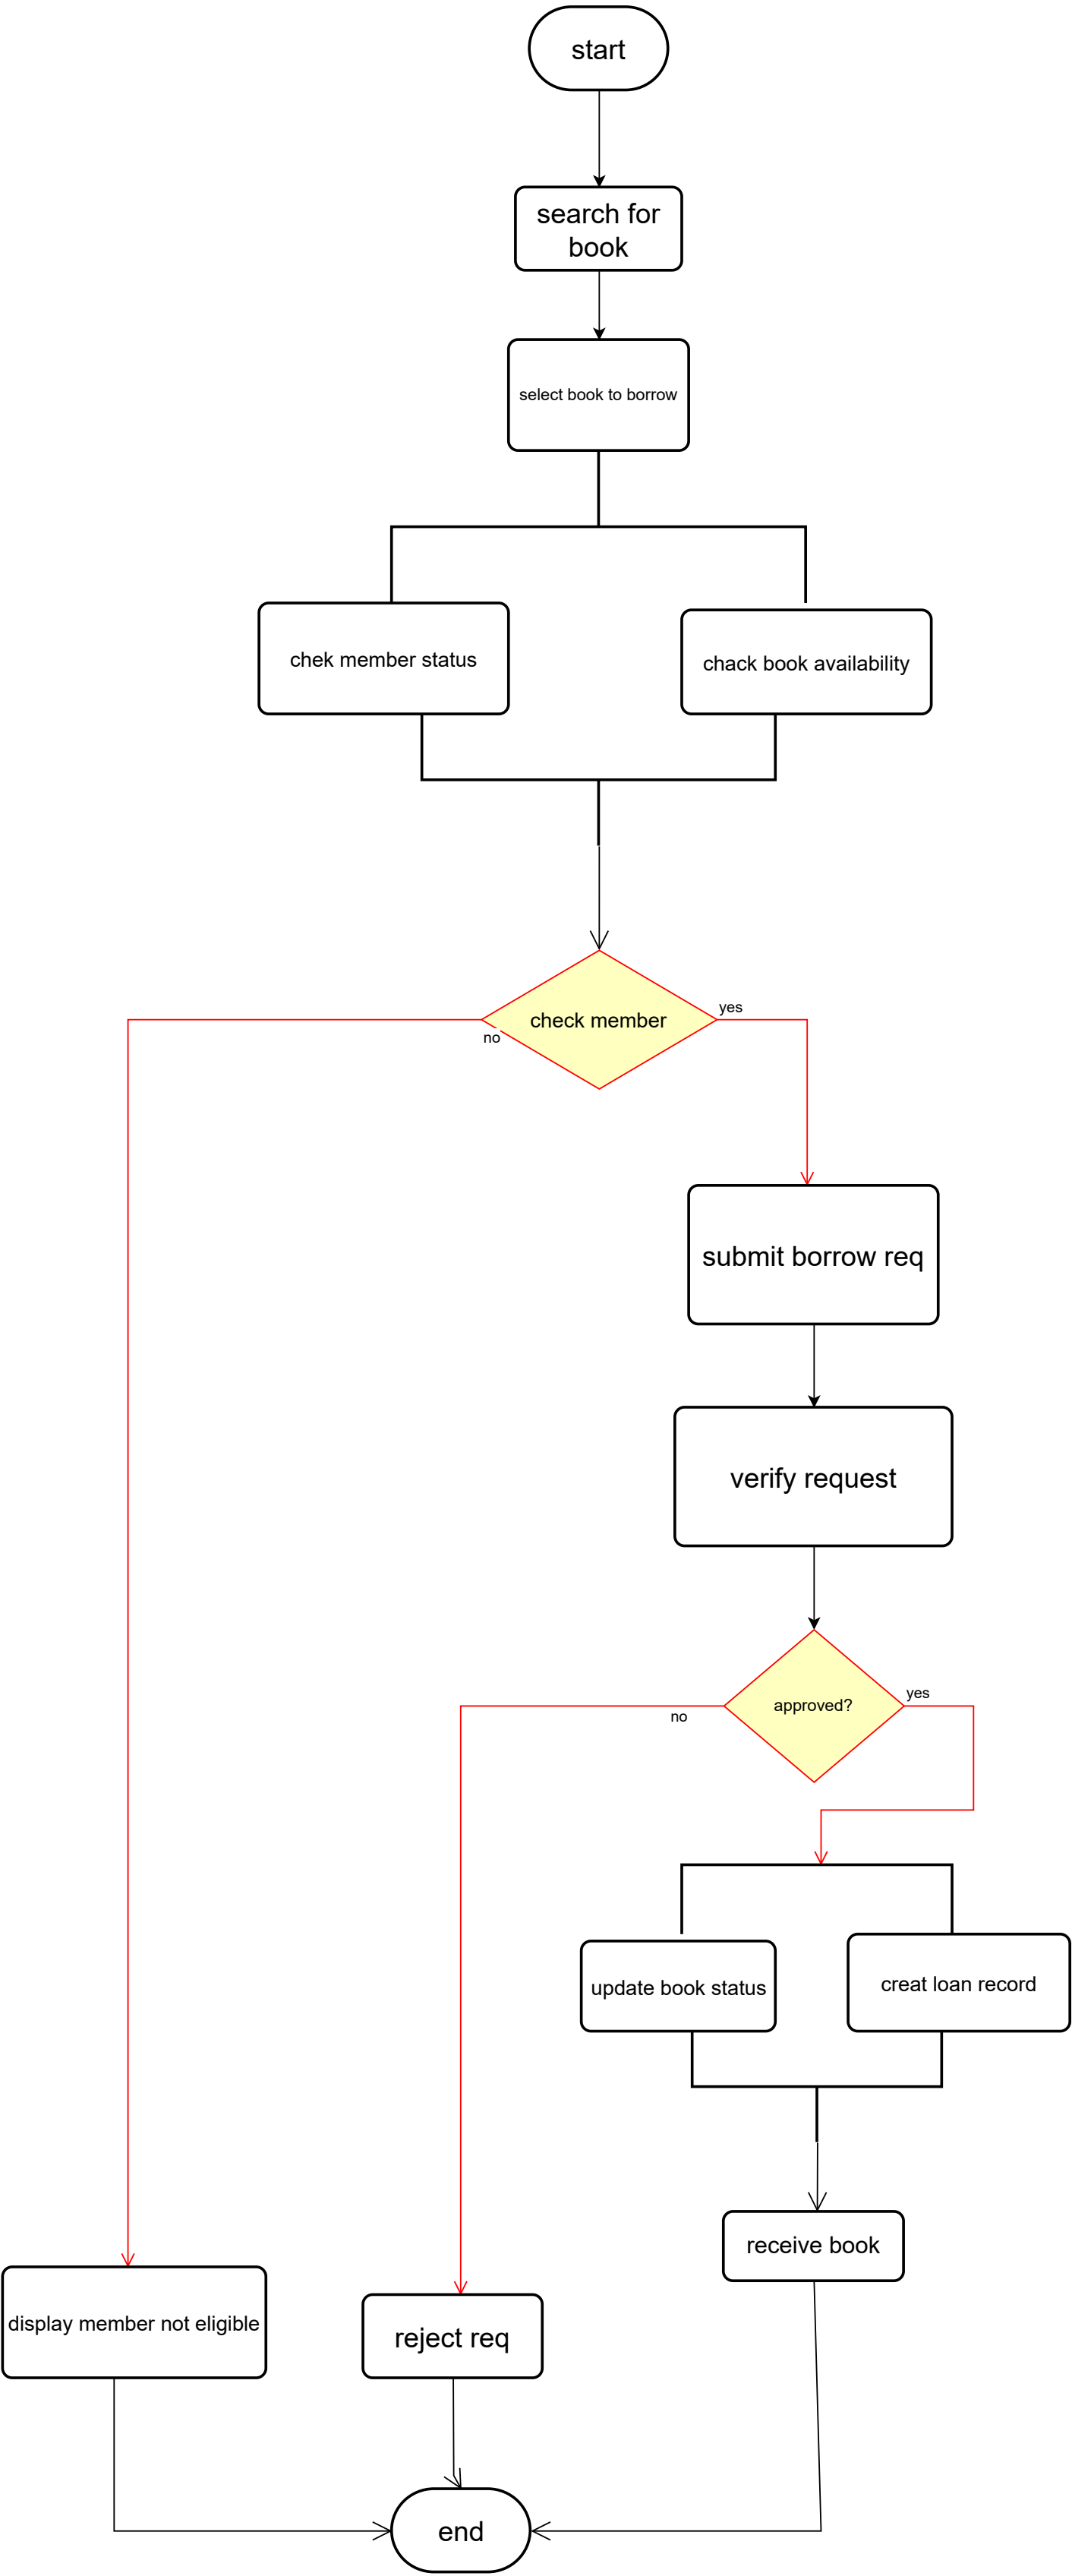 start
search for
book
select book to borrow
chek member status
chack book availability
check member
yes
no
submit borrow req
verify request
approved?
yes
no
update book status
creat loan record
receive book
display member not eligible
reject req
end